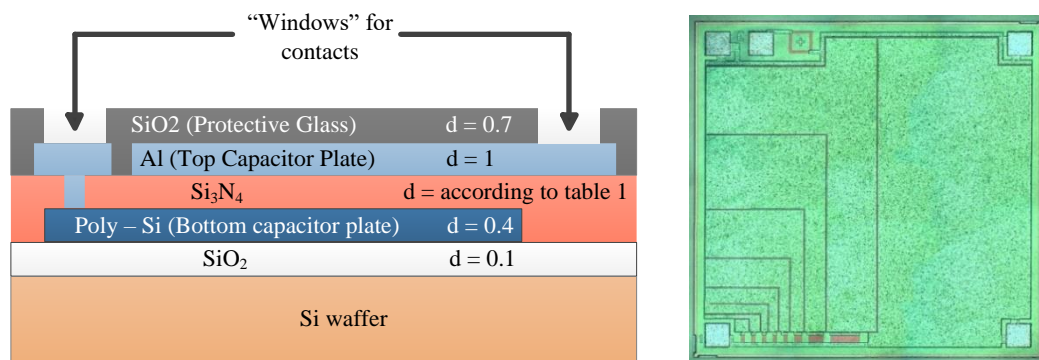 “Windows” for
contacts
SiO2 (Protective Glass) d = 0.7
Al (Top Capacitor Plate) d = 1
Si₃N₄ d = according to table 1
Poly – Si (Bottom capacitor plate) d = 0.4
SiO₂ d = 0.1
Si waffer